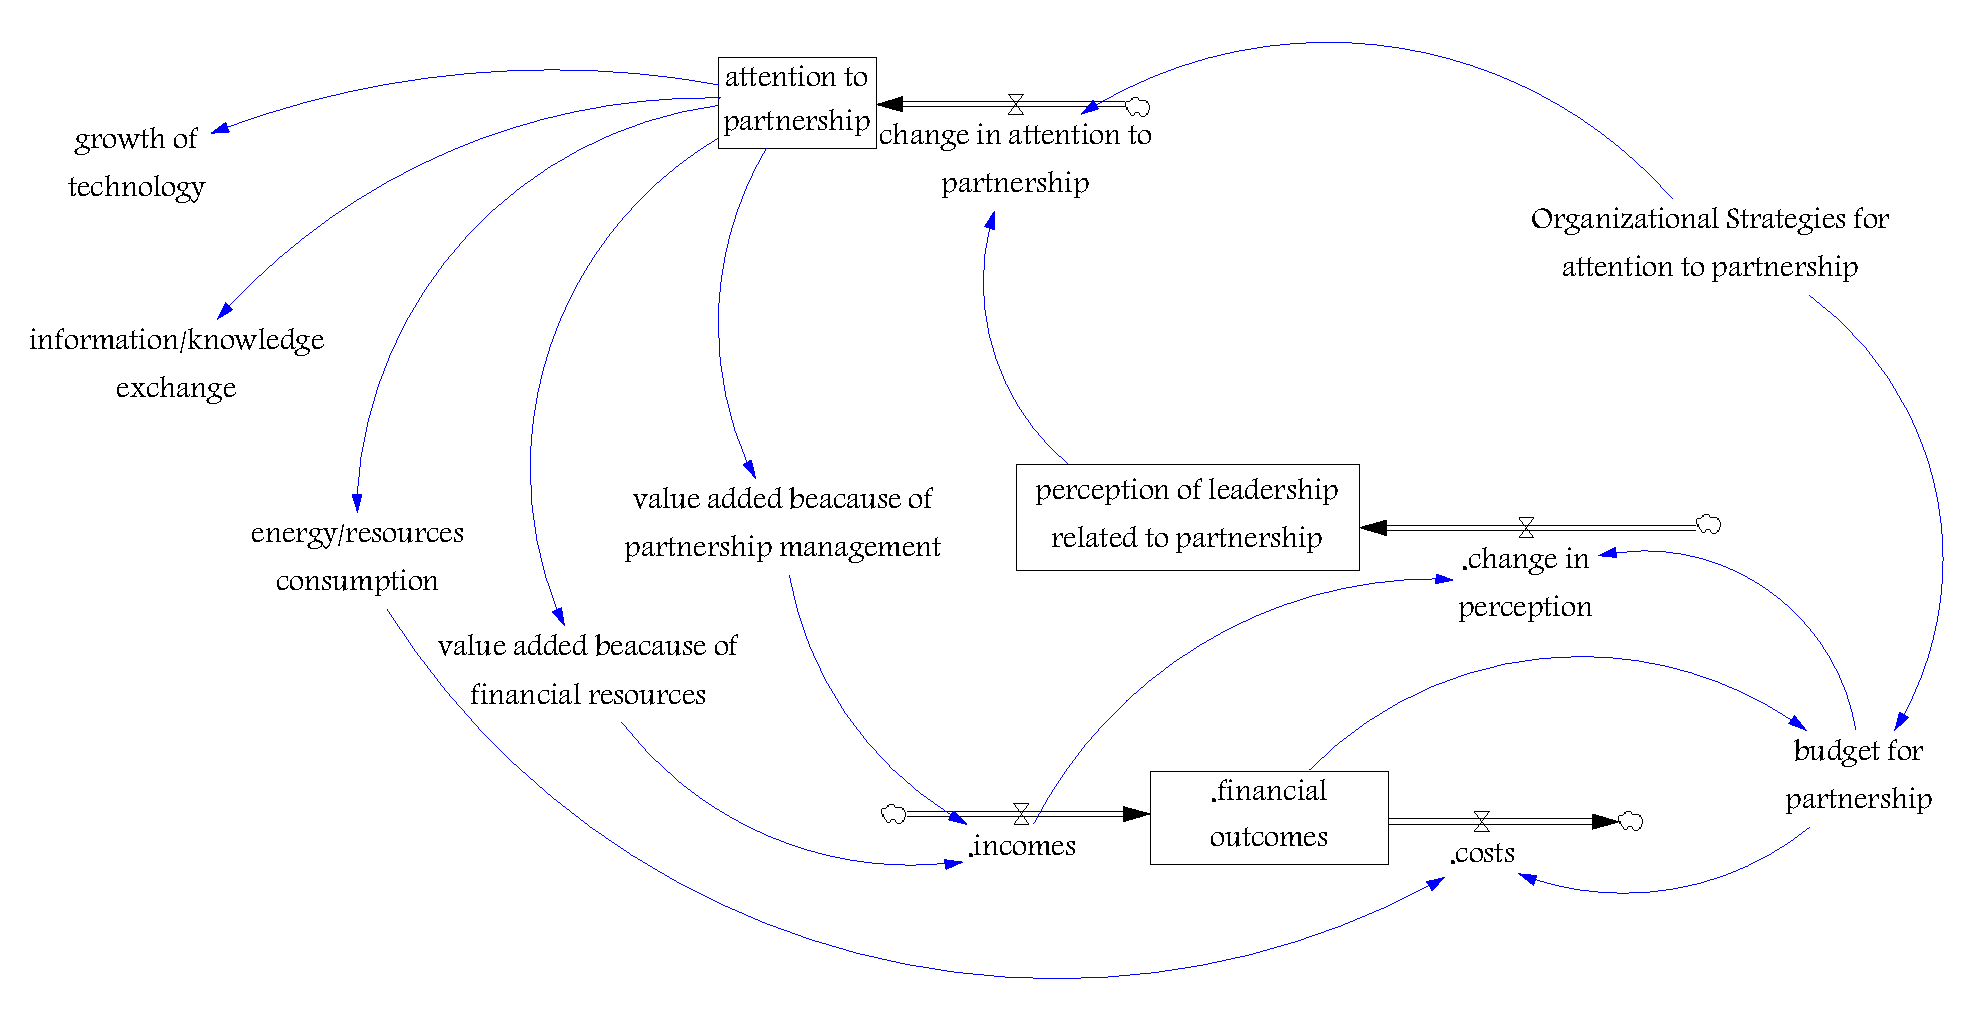 attention to
partnership
change in attention to
partnership
growth of
technology
Organizational Strategies for
attention to partnership
information/knowledge
exchange
perception of leadership
related to partnership
value added beacause of
partnership management
energy/resources
consumption
.change in
perception
value added beacause of
financial resources
budget for
partnership
.financial
outcomes
.incomes
.costs